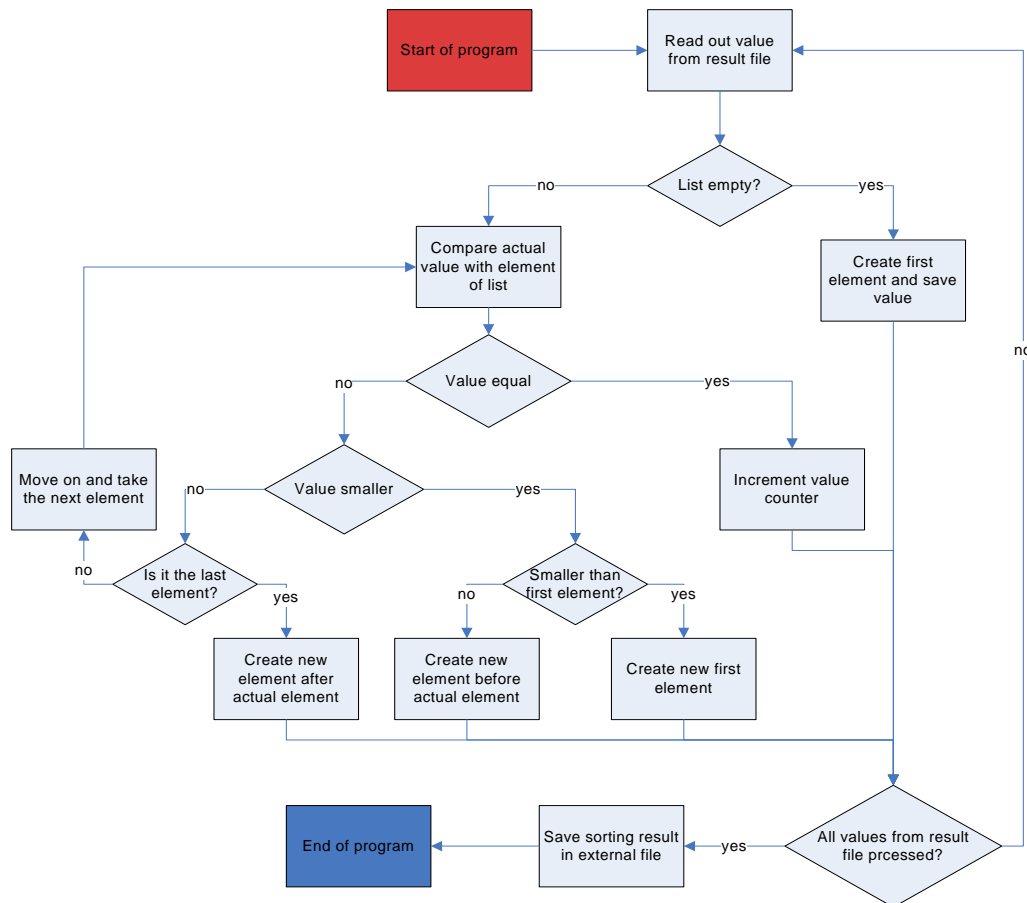 Start of program
Read out value
from result file
List empty?
no
yes
Compare actual
value with element
of list
Create first
element and save
value
no
Value equal
no
yes
Move on and take
the next element
Value smaller
no
yes
Increment value
counter
Is it the last
element?
no
yes
Smaller than
first element?
no
yes
Create new
element after
actual element
Create new
element before
actual element
Create new first
element
End of program
Save sorting result
in external file
yes
All values from result
file prcessed?